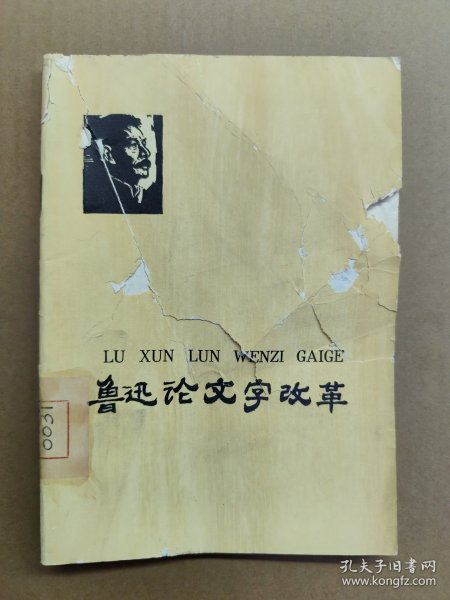 LU XUN LUN WENZI GAIGE
鲁迅论文字改革
0031
孔夫子旧书网
www.kongfz.com